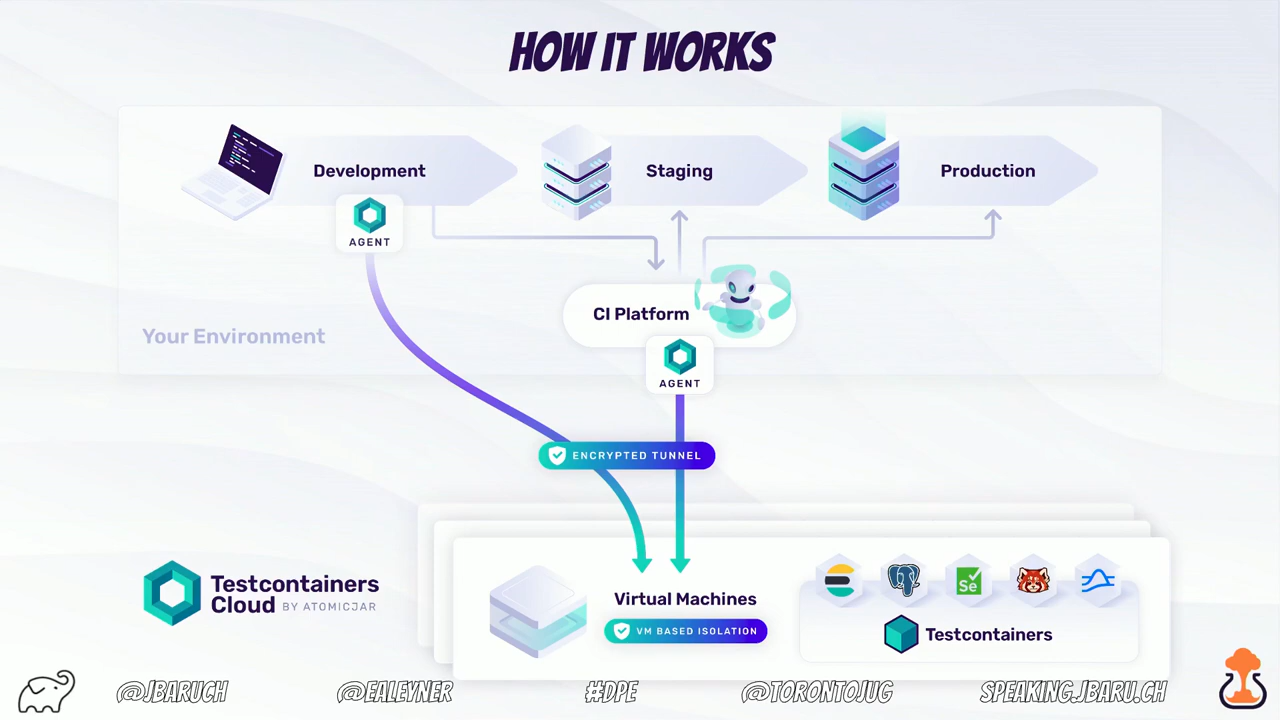 HOW IT WORKS
Development
Staging
Production
AGENT
CI Platform
Your Environment
AGENT
ENCRYPTED TUNNEL
Testcontainers
Cloud BY ATOMICJAR
Virtual Machines
VM BASED ISOLATION
Se
Testcontainers
@JBARUCH
@EALEYNER
#DPE
@TORONTOJUG
SPEAKING.JBARU.CH